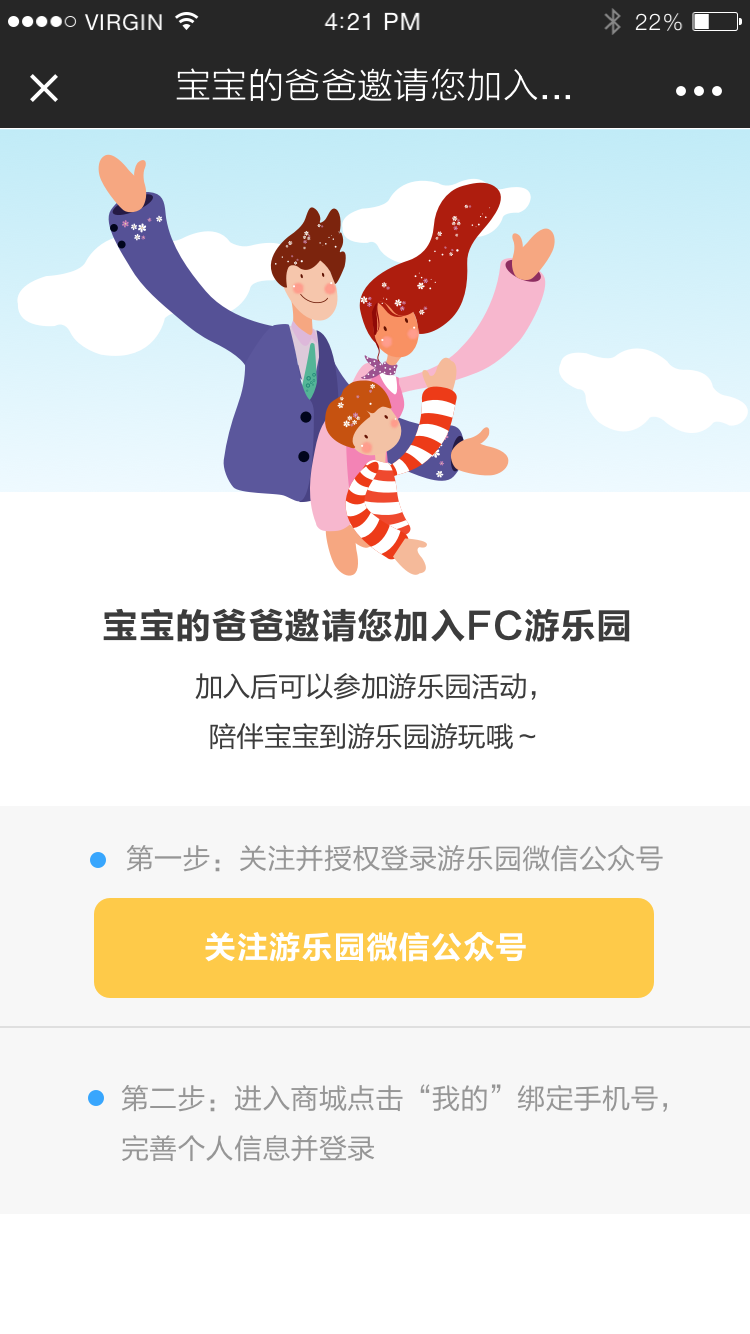 VIRGIN 4:21 PM 22%
宝宝的爸爸邀请您加入...
宝宝的爸爸邀请您加入FC游乐园
加入后可以参加游乐园活动，
陪伴宝宝到游乐园游玩哦~
第一步：关注并授权登录游乐园微信公众号
关注游乐园微信公众号
第二步：进入商城点击“我的”绑定手机号，
完善个人信息并登录